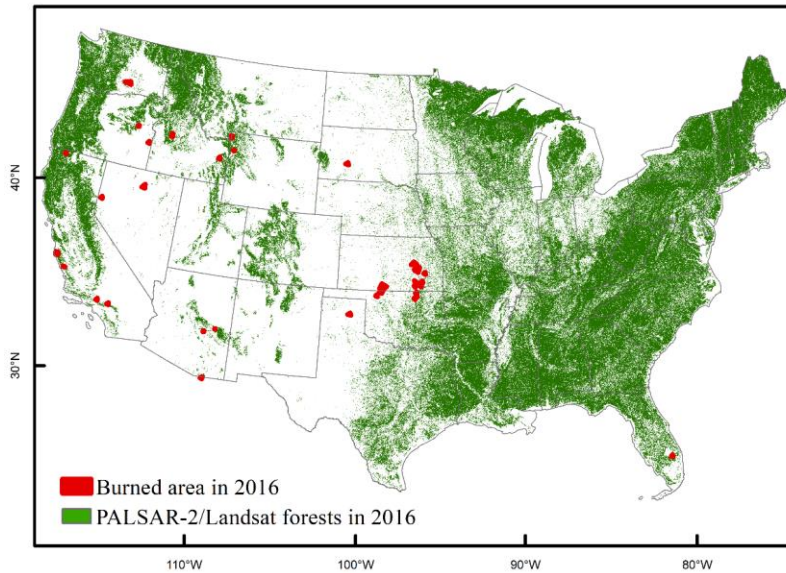 40°N
30°N
Burned area in 2016
PALSAR-2/Landsat forests in 2016
110°W
100°W
90°W
80°W